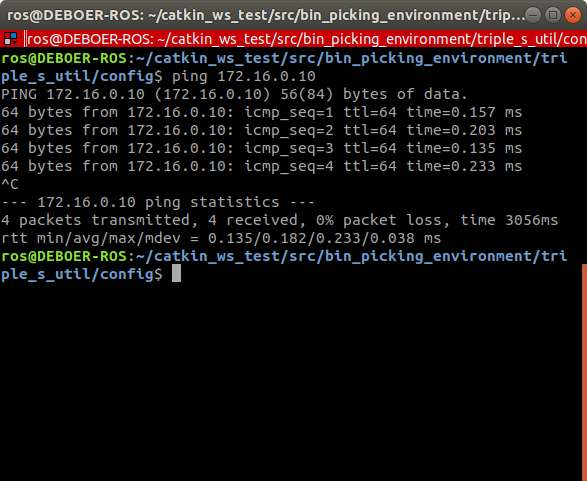 ros@DEBOER-ROS: ~/catkin_ws_test/src/bin_picking_environment/trip...
ros@DEBOER-ROS: ~/catkin_ws_test/src/bin_picking_environment/triple_s_util/con
ros@DEBOER-ROS:~/catkin_ws_test/src/bin_picking_environment/tri
ple_s_util/config$ ping 172.16.0.10
PING 172.16.0.10 (172.16.0.10) 56(84) bytes of data.
64 bytes from 172.16.0.10: icmp_seq=1 ttl=64 time=0.157 ms
64 bytes from 172.16.0.10: icmp_seq=2 ttl=64 time=0.203 ms
64 bytes from 172.16.0.10: icmp_seq=3 ttl=64 time=0.135 ms
64 bytes from 172.16.0.10: icmp_seq=4 ttl=64 time=0.233 ms
^C
--- 172.16.0.10 ping statistics ---
4 packets transmitted, 4 received, 0% packet loss, time 3056ms
rtt min/avg/max/mdev = 0.135/0.182/0.233/0.038 ms
ros@DEBOER-ROS:~/catkin_ws_test/src/bin_picking_environment/tri
ple_s_util/config$